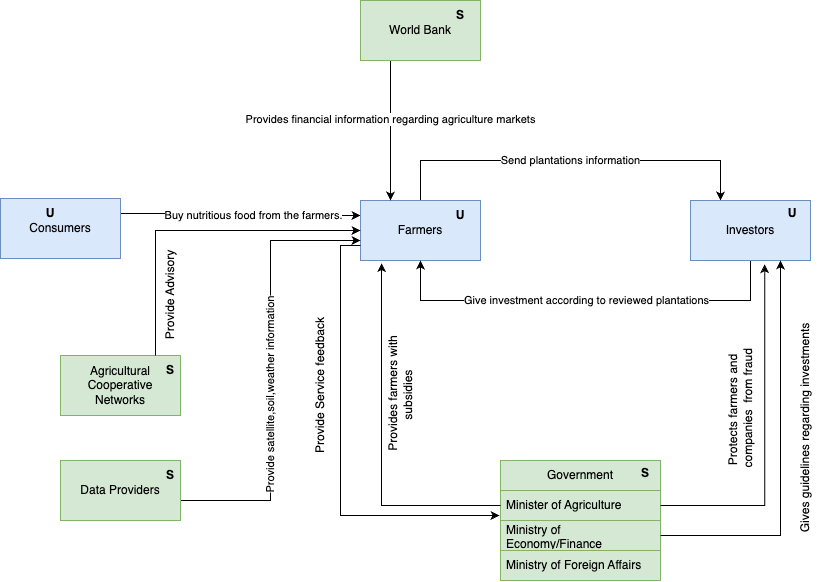 S
World Bank
Provides financial information regarding agriculture markets
Send plantations information
U
Consumers
Buy nutritious food from the farmers.
U
Farmers
U
Investors
Provide Advisory
Give investment according to reviewed plantations
Agricultural
Cooperative
Networks
S
Provide satellite,soil,weather information
Provide Service feedback
Provides farmers with
subsidies
Protects farmers and
companies from fraud
Gives guidelines regarding investments
S
Data Providers
Government
S
Minister of Agriculture
Ministry of
Economy/Finance
Ministry of Foreign Affairs